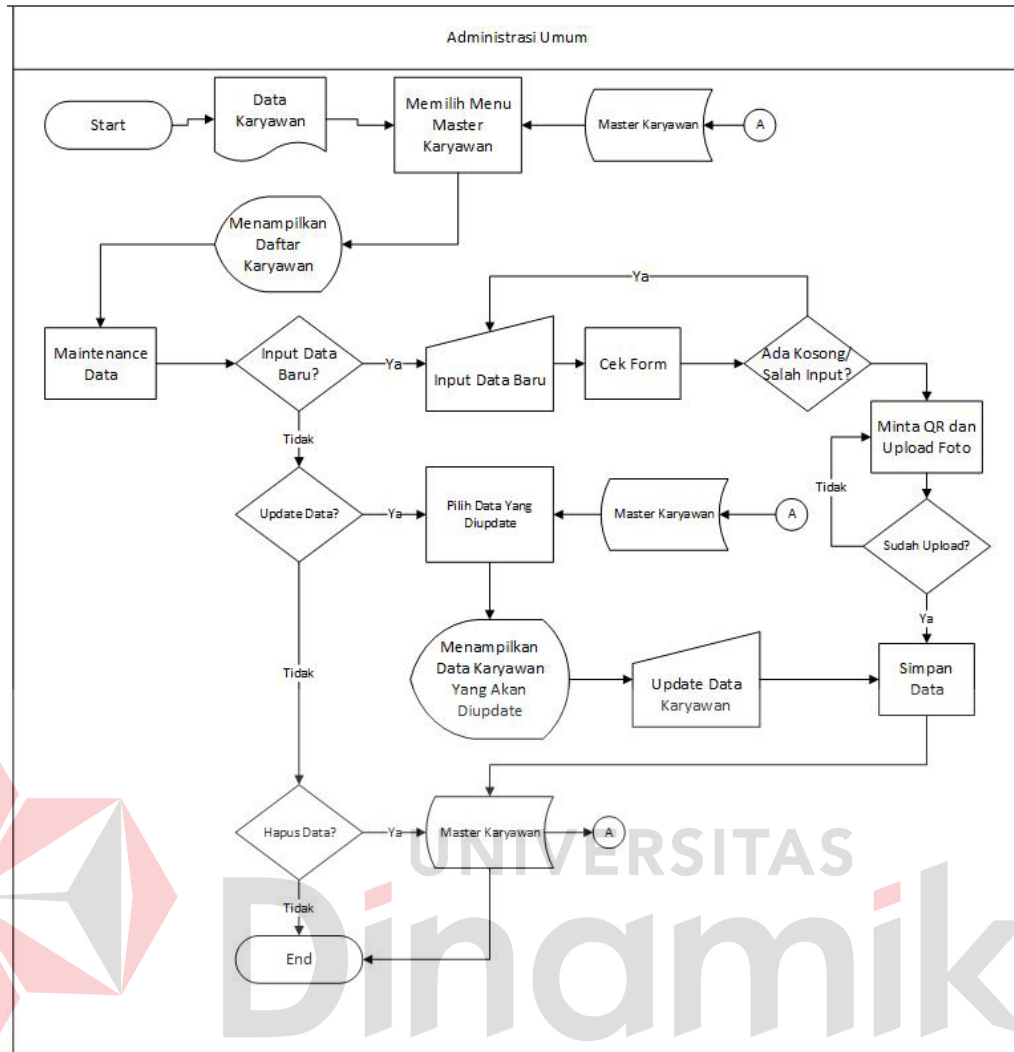 Administrasi Umum
Start
Data
Karyawan
Memilih Menu
Master
Karyawan
Master Karyawan
A
Menampilkan
Daftar
Karyawan
Ya
Maintenance
Data
Input Data
Baru?
Ya
Input Data Baru
Cek Form
Ada Kosong/
Salah Input?
Minta QR dan
Upload Foto
Tidak
Tidak
Update Data?
Ya
Pilih Data Yang
Diupdate
Master Karyawan
A
Sudah Upload?
Ya
Tidak
Menampilkan
Data Karyawan
Yang Akan
Diupdate
Update Data
Karyawan
Simpan
Data
Hapus Data?
Ya
Master Karyawan
A
UNIVERSITAS
Dinamik
Tidak
End